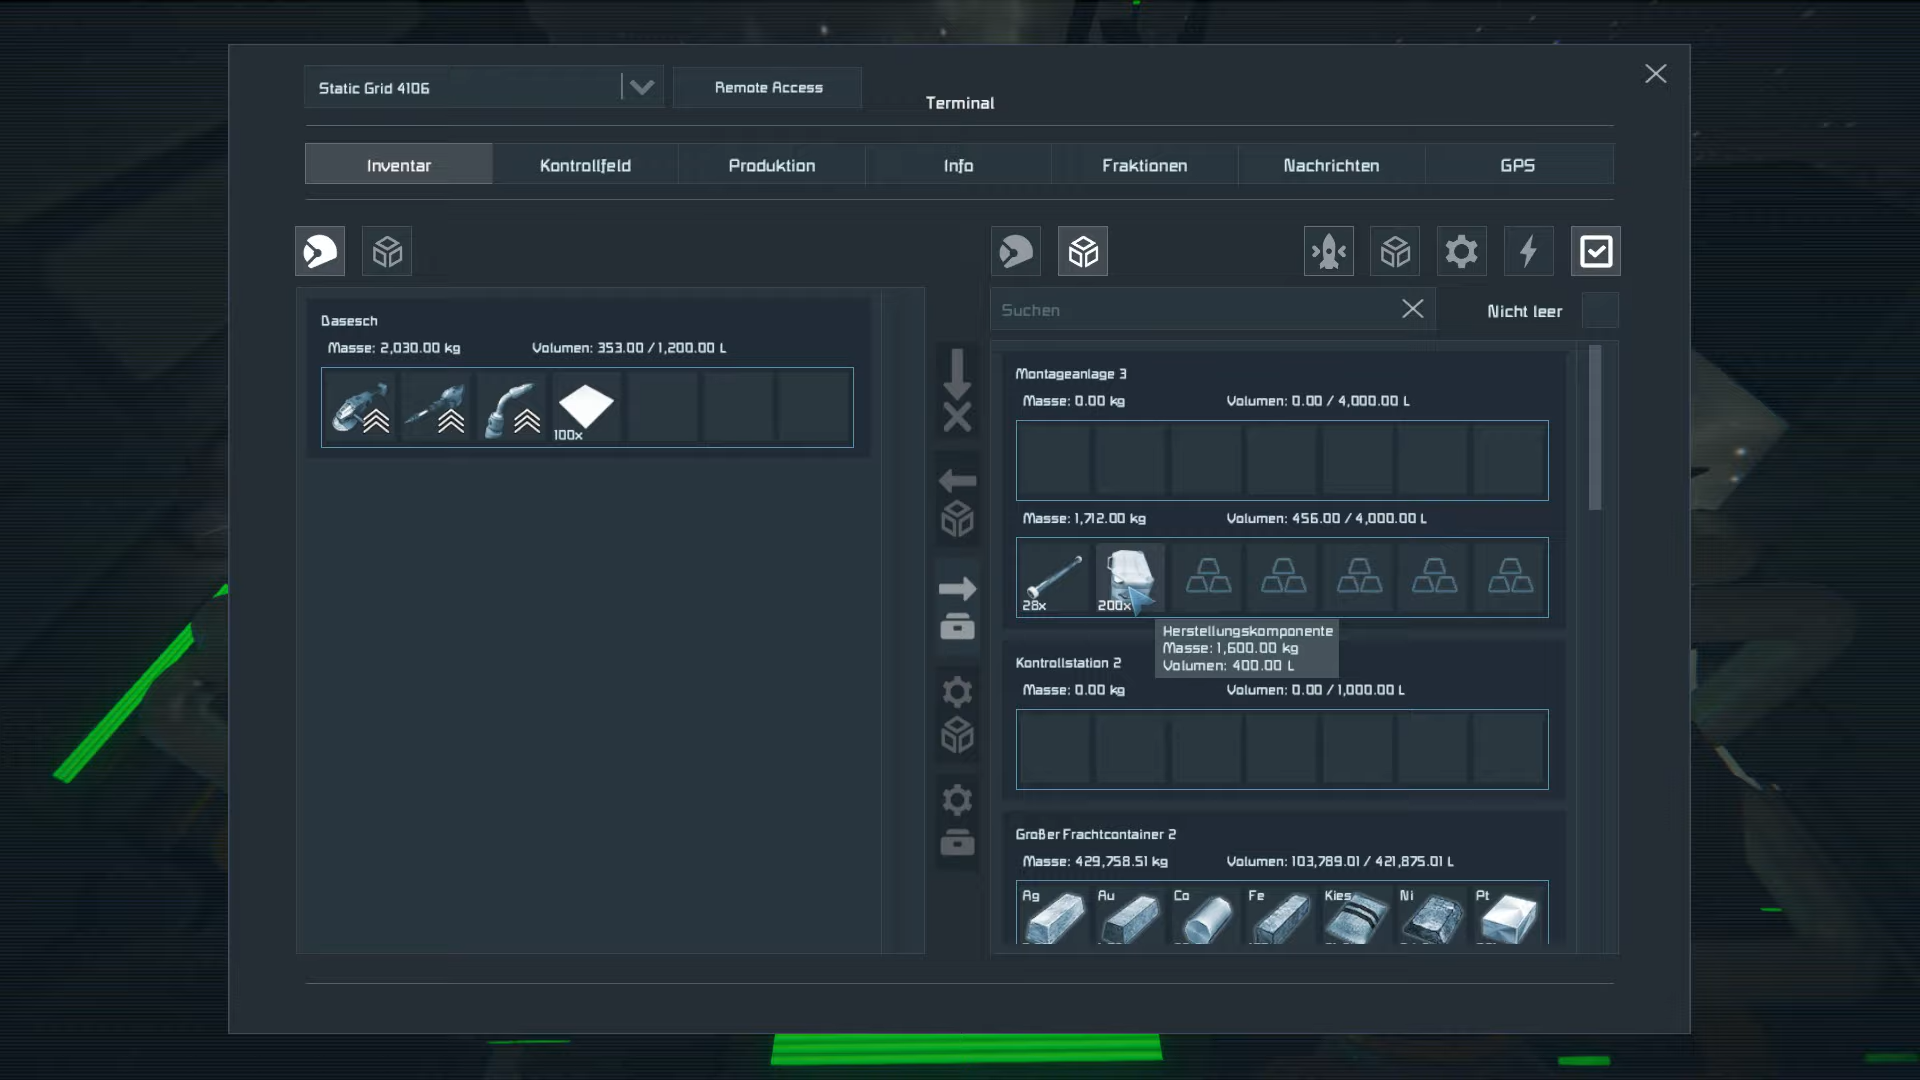 Static Grid 4106
Remote Access
Terminal
Inventar
Kontrollfeld
Produktion
Info
Fraktionen
Nachrichten
GPS
Basesch
Masse: 2,030.00 kg
Volumen: 353.00 / 1,200.00 L
100x
Suchen
Nicht leer
Montageanlage 3
Masse: 0.00 kg
Volumen: 0.00 / 4,000.00 L
Masse: 1,712.00 kg
Volumen: 456.00 / 4,000.00 L
28x
200x
Herstellungskomponente
Masse: 1,600.00 kg
Volumen: 400.00 L
Kontrollstation 2
Masse: 0.00 kg
Volumen: 0.00 / 1,000.00 L
Großer Frachtcontainer 2
Masse: 429,758.51 kg
Volumen: 103,789.01 / 421,875.01 L
Ag
Au
Co
Fe
Kies
Ni
Pt